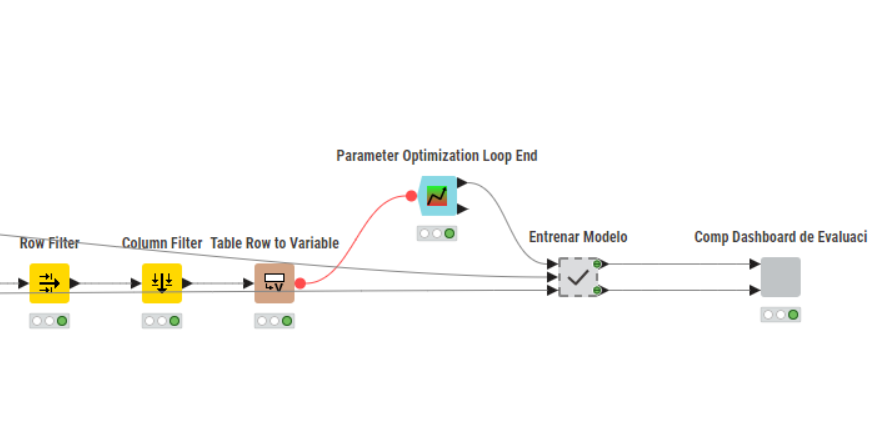 Parameter Optimization Loop End
Row Filter
Column Filter
Table Row to Variable
Entrenar Modelo
Comp Dashboard de Evaluaci